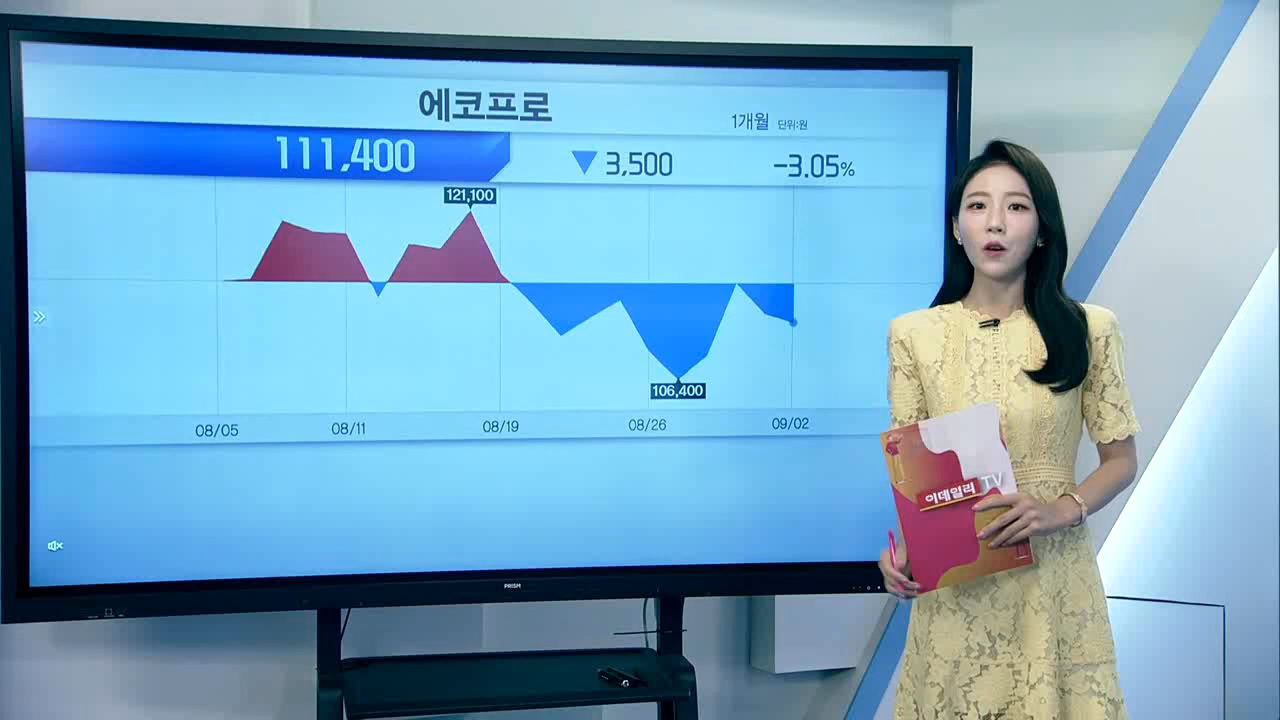 에코프로
1개월 단위:원
111,400 ▼3,500 -3.05%
121,100
106,400
08/05 08/11 08/19 08/26 09/02
이데일리 TV
PRISM